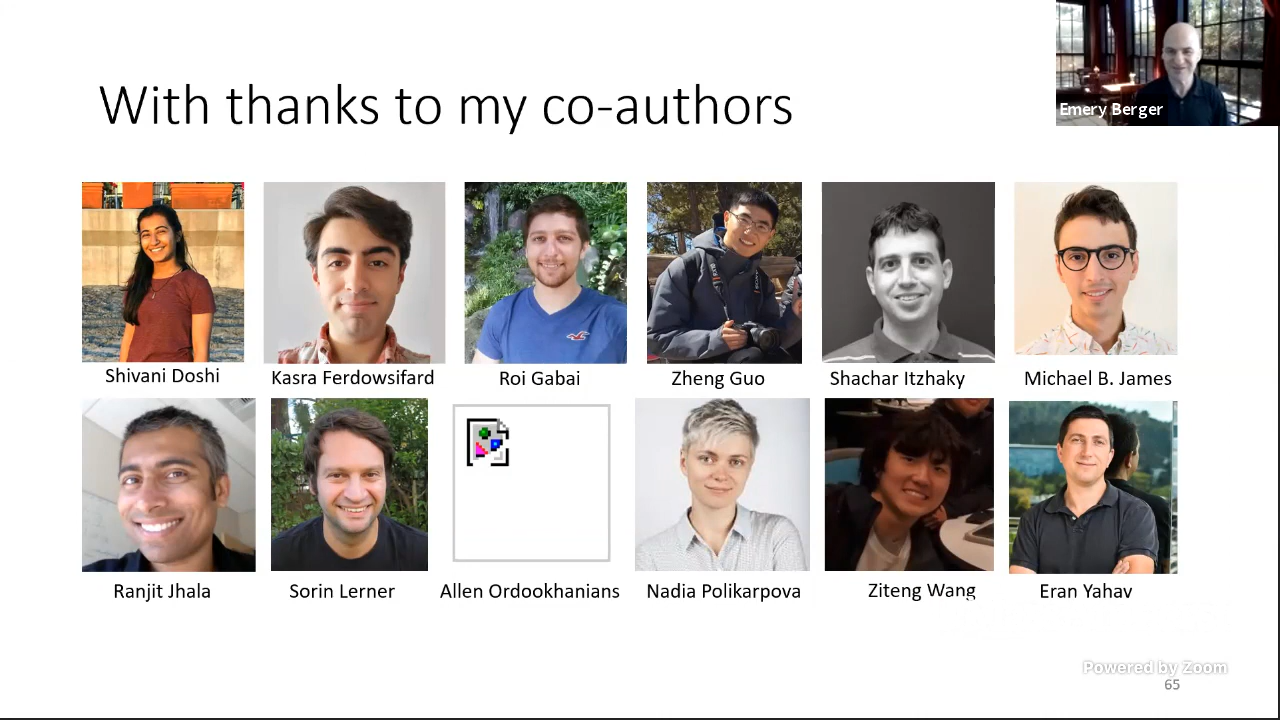 With thanks to my co-authors
Emery Berger
Shivani Doshi
Kasra Ferdowsifard
Roi Gabai
Zheng Guo
Shachar Itzhaky
Michael B. James
Ranjit Jhala
Sorin Lerner
Allen Ordookhanians
Nadia Polikarpova
Ziteng Wang
Eran Yahav
Powered by Zoom
65